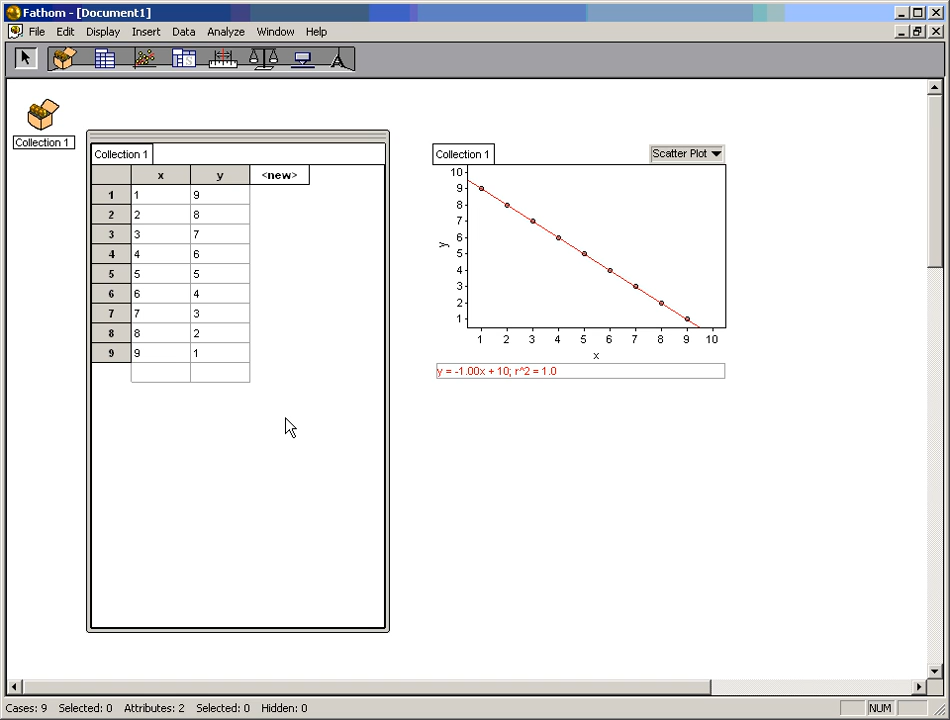 Fathom - [Document1]
File Edit Display Insert Data Analyze Window Help
Collection 1
Collection 1
x y <new>
1 1 9
2 2 8
3 3 7
4 4 6
5 5 5
6 6 4
7 7 3
8 8 2
9 9 1
Collection 1 Scatter Plot
10
9
8
7
6
5
4
3
2
1
y
1 2 3 4 5 6 7 8 9 10
x
y = -1.00x + 10; r^2 = 1.0
Cases: 9 Selected: 0 Attributes: 2 Selected: 0 Hidden: 0 NUM